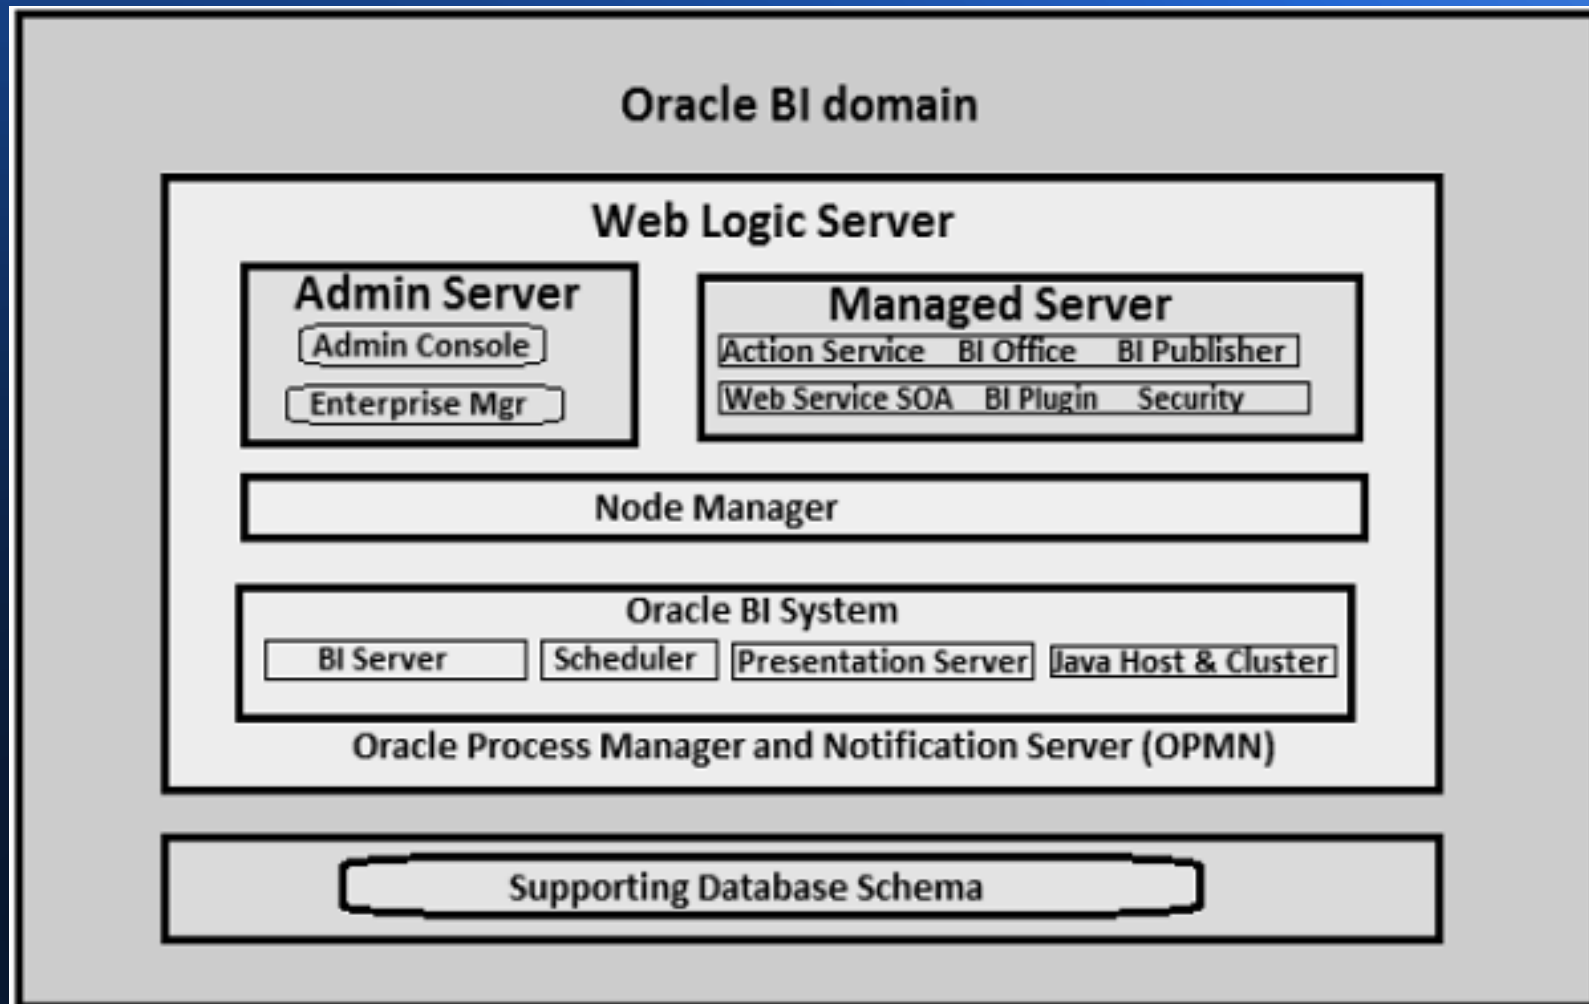 Oracle BI domain
Web Logic Server
Admin Server
Admin Console
Enterprise Mgr
Managed Server
Action Service BI Office BI Publisher
Web Service SOA BI Plugin Security
Node Manager
Oracle BI System
BI Server Scheduler Presentation Server Java Host & Cluster
Oracle Process Manager and Notification Server (OPMN)
Supporting Database Schema